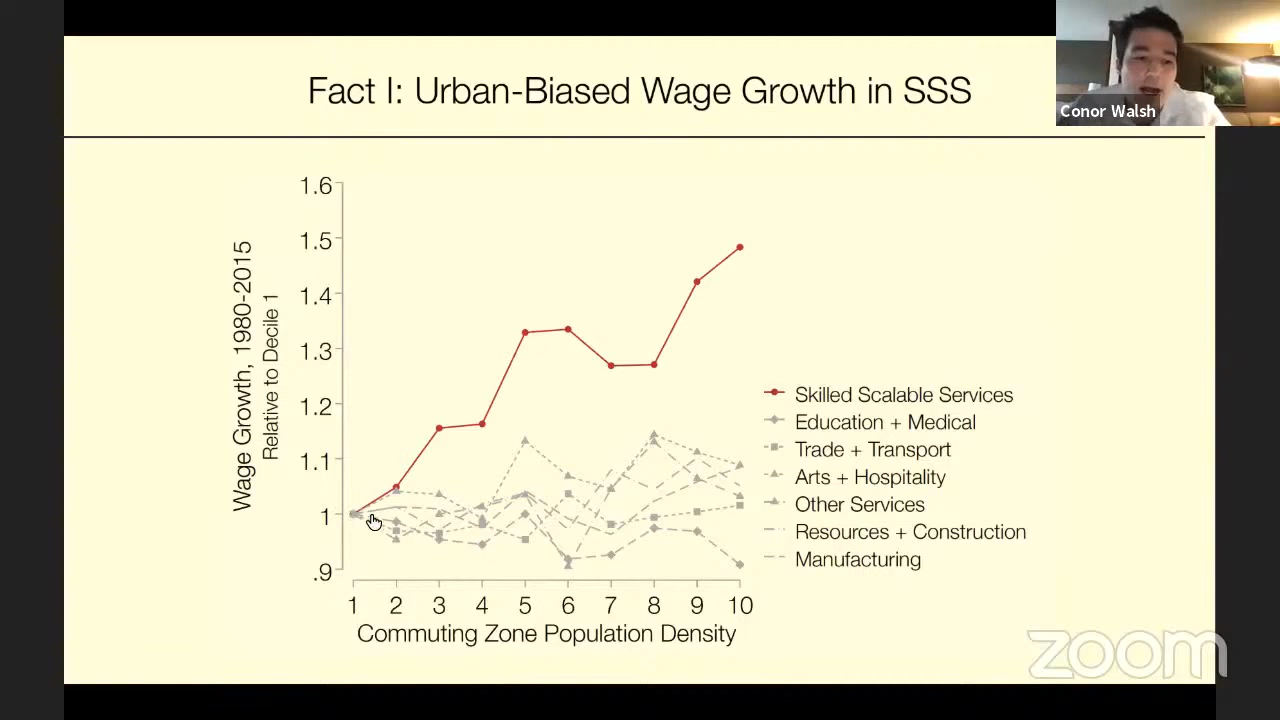 Fact I: Urban-Biased Wage Growth in SSS
Conor Walsh
Wage Growth, 1980-2015
Relative to Decile 1
1.6
1.5
1.4
1.3
1.2
1.1
1
.9
1 2 3 4 5 6 7 8 9 10
Commuting Zone Population Density
Skilled Scalable Services
Education + Medical
Trade + Transport
Arts + Hospitality
Other Services
Resources + Construction
Manufacturing
zoom